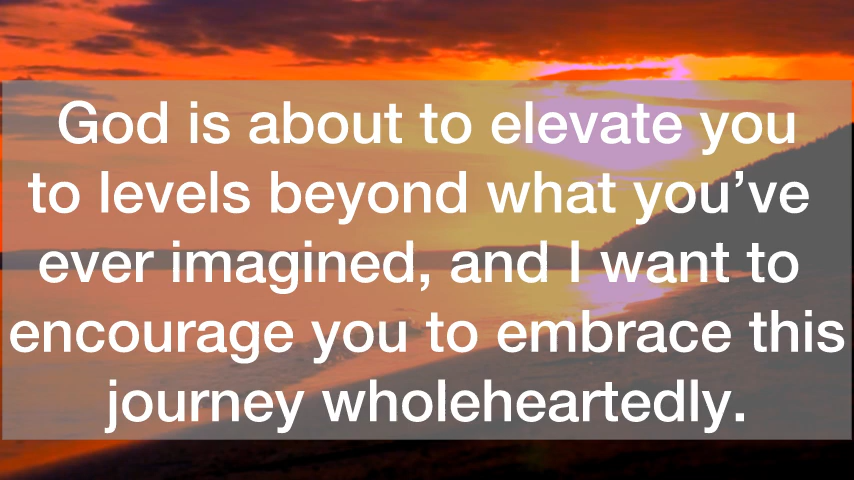 God is about to elevate you
to levels beyond what you’ve
ever imagined, and I want to
encourage you to embrace this
journey wholeheartedly.